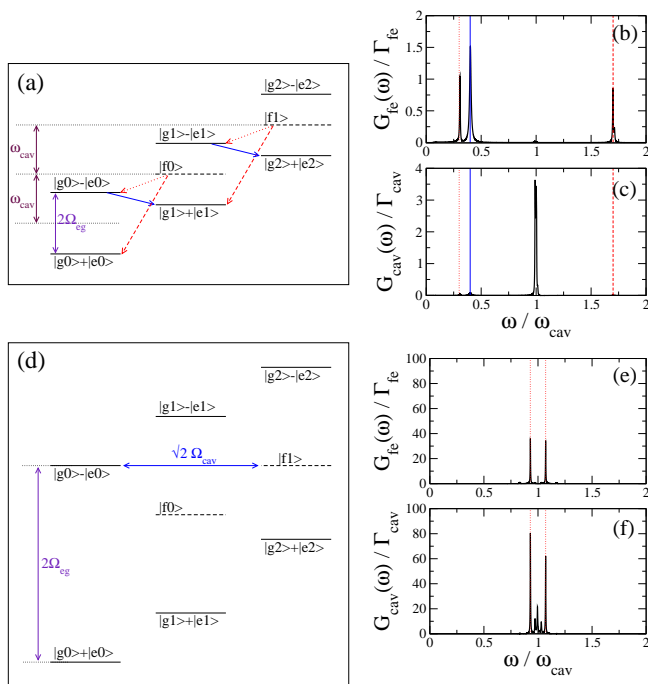 (a)
|g2>-|e2>
|f1>
|g1>-|e1>
|g2>+|e2>
ω_cav
|f0>
|g0>-|e0>
ω_cav
|g1>+|e1>
2Ω_eg
|g0>+|e0>
(b)
G_fe(ω) / Γ_fe
2
1.5
1
0.5
0
0 0.5 1 1.5 2
(c)
G_cav(ω) / Γ_cav
4
3
2
1
0
0 0.5 1 1.5 2
ω / ω_cav
(d)
|g2>-|e2>
|g1>-|e1>
√2 Ω_cav
|g0>-|e0>
|f1>
|f0>
2Ω_eg
|g2>+|e2>
|g1>+|e1>
|g0>+|e0>
(e)
G_fe(ω) / Γ_fe
100
80
60
40
20
0
0 0.5 1 1.5 2
(f)
G_cav(ω) / Γ_cav
100
80
60
40
20
0
0 0.5 1 1.5 2
ω / ω_cav